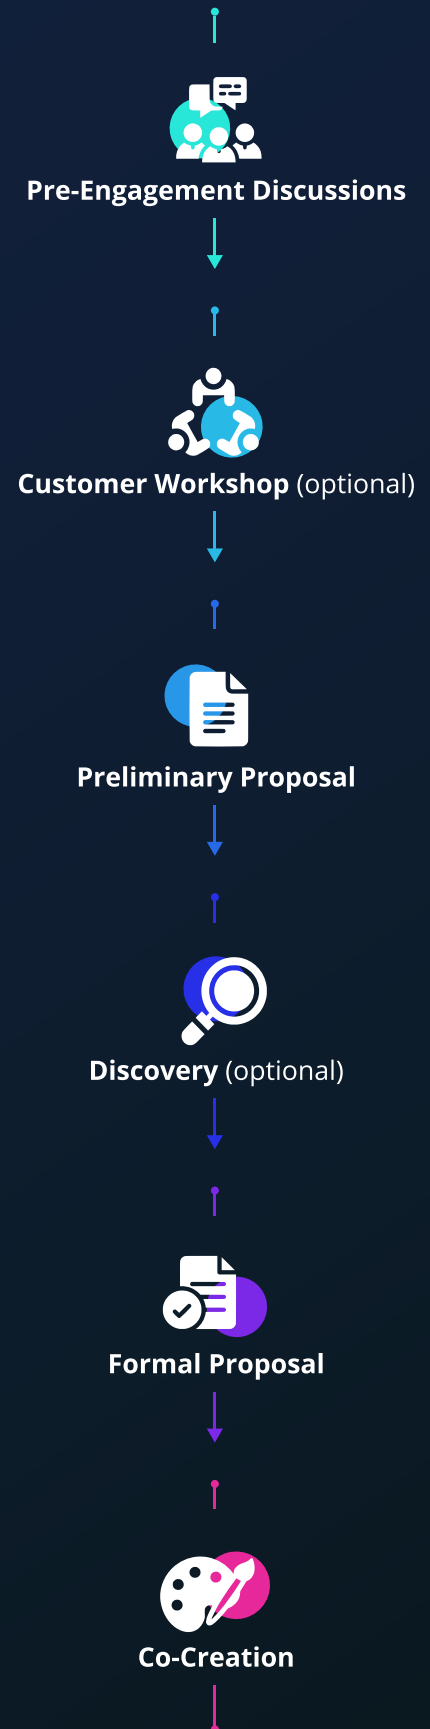 Pre-Engagement Discussions
Customer Workshop (optional)
Preliminary Proposal
Discovery (optional)
Formal Proposal
Co-Creation